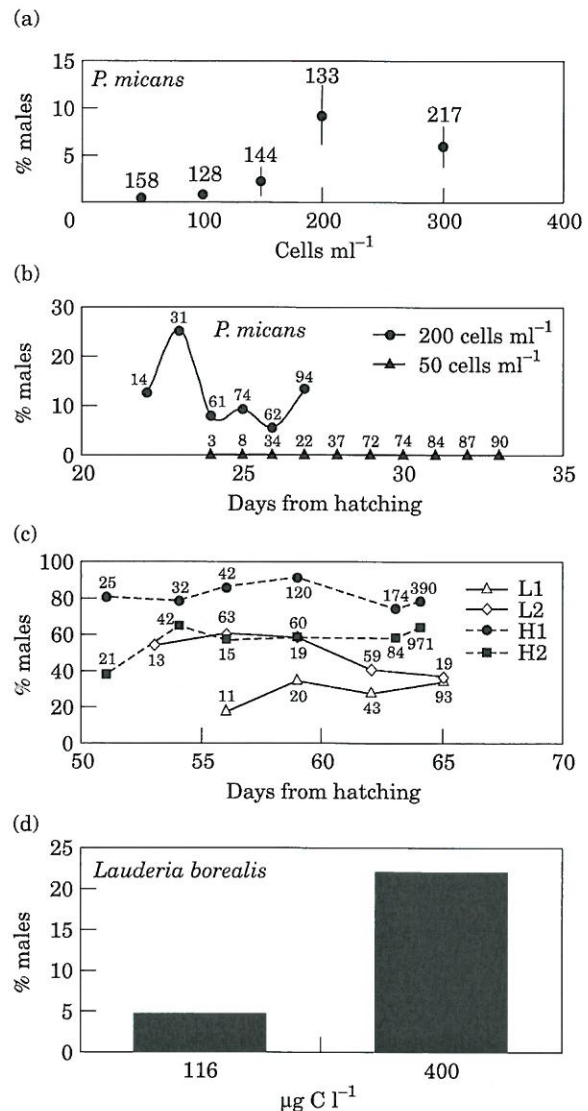 (a)
15
P. micans
133
10
217
% males
5
158
128
144
0
100
200
300
400
Cells ml⁻¹
(b)
30
31
P. micans
200 cells ml⁻¹
20
50 cells ml⁻¹
% males
14
94
10
61
74
62
3 8 34 22 37 72 74 84 87 90
0
20 25 30 35
Days from hatching
(c)
100
25 32 42
174 390
L1
80
120
L2
% males
42 63 60
H1
60
H2
21 13 15 19 59 84 971 19
40
11 20 43 93
20
0
50 55 60 65 70
Days from hatching
(d)
25
Lauderia borealis
20
15
% males
10
5
0
116 400
µg C l⁻¹